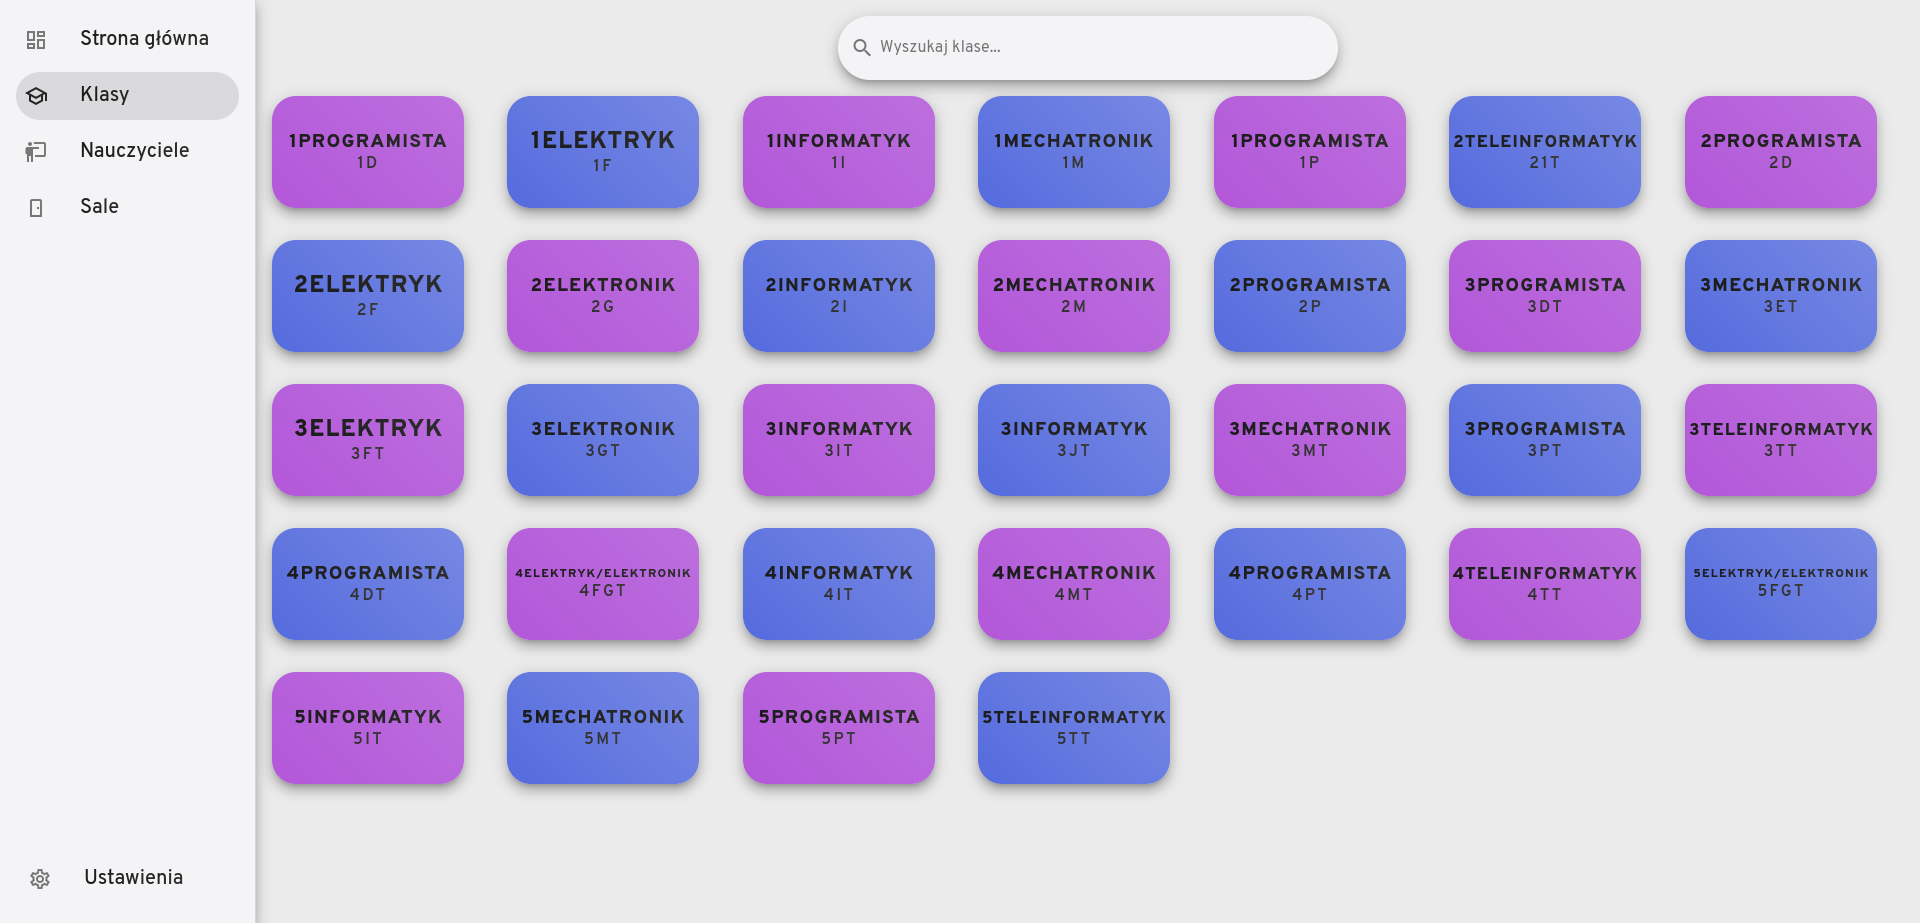 Strona główna
Klasy
Nauczyciele
Sale
Ustawienia
Wyszukaj klase...
1PROGRAMISTA
1D
1ELEKTRYK
1F
1INFORMATYK
1I
1MECHATRONIK
1M
1PROGRAMISTA
1P
2TELEINFORMATYK
21T
2PROGRAMISTA
2D
2ELEKTRYK
2F
2ELEKTRONIK
2G
2INFORMATYK
2I
2MECHATRONIK
2M
2PROGRAMISTA
2P
3PROGRAMISTA
3DT
3MECHATRONIK
3ET
3ELEKTRYK
3FT
3ELEKTRONIK
3GT
3INFORMATYK
3IT
3INFORMATYK
3JT
3MECHATRONIK
3MT
3PROGRAMISTA
3PT
3TELEINFORMATYK
3TT
4PROGRAMISTA
4DT
4ELEKTRYK/ELEKTRONIK
4FGT
4INFORMATYK
4IT
4MECHATRONIK
4MT
4PROGRAMISTA
4PT
4TELEINFORMATYK
4TT
5ELEKTRYK/ELEKTRONIK
5FGT
5INFORMATYK
5IT
5MECHATRONIK
5MT
5PROGRAMISTA
5PT
5TELEINFORMATYK
5TT